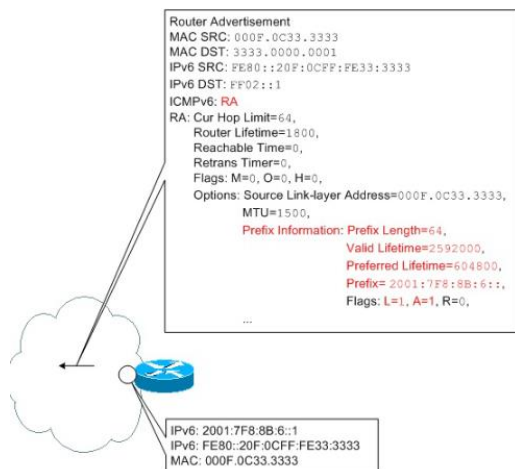 Router Advertisement
MAC SRC: 000F.0C33.3333
MAC DST: 3333.0000.0001
IPv6 SRC: FE80::20F:0CFF:FE33:3333
IPv6 DST: FF02::1
ICMPv6: RA
RA: Cur Hop Limit=64,
Router Lifetime=1800,
Reachable Time=0,
Retrans Timer=0,
Flags: M=0, O=0, H=0,
Options: Source Link-layer Address=000F.0C33.3333,
MTU=1500,
Prefix Information: Prefix Length=64,
Valid Lifetime=2592000,
Preferred Lifetime=604800,
Prefix= 2001:7F8:8B:6::,
Flags: L=1, A=1, R=0,
...
IPv6: 2001:7F8:8B:6::1
IPv6: FE80::20F:0CFF:FE33:3333
MAC: 000F.0C33.3333